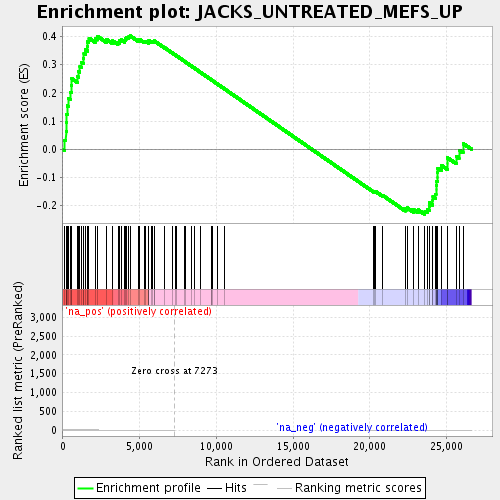 Enrichment plot: JACKS_UNTREATED_MEFS_UP
Enrichment score (ES)
0.4
0.3
0.2
0.1
0.0
-0.1
-0.2
'na_pos' (positively correlated)
Ranked list metric (PreRanked)
3,000
2,500
2,000
1,500
1,000
500
0
Zero cross at 7273
'na_neg' (negatively correlated)
0
5,000
10,000
15,000
20,000
25,000
Rank in Ordered Dataset
Enrichment profile
Hits
Ranking metric scores